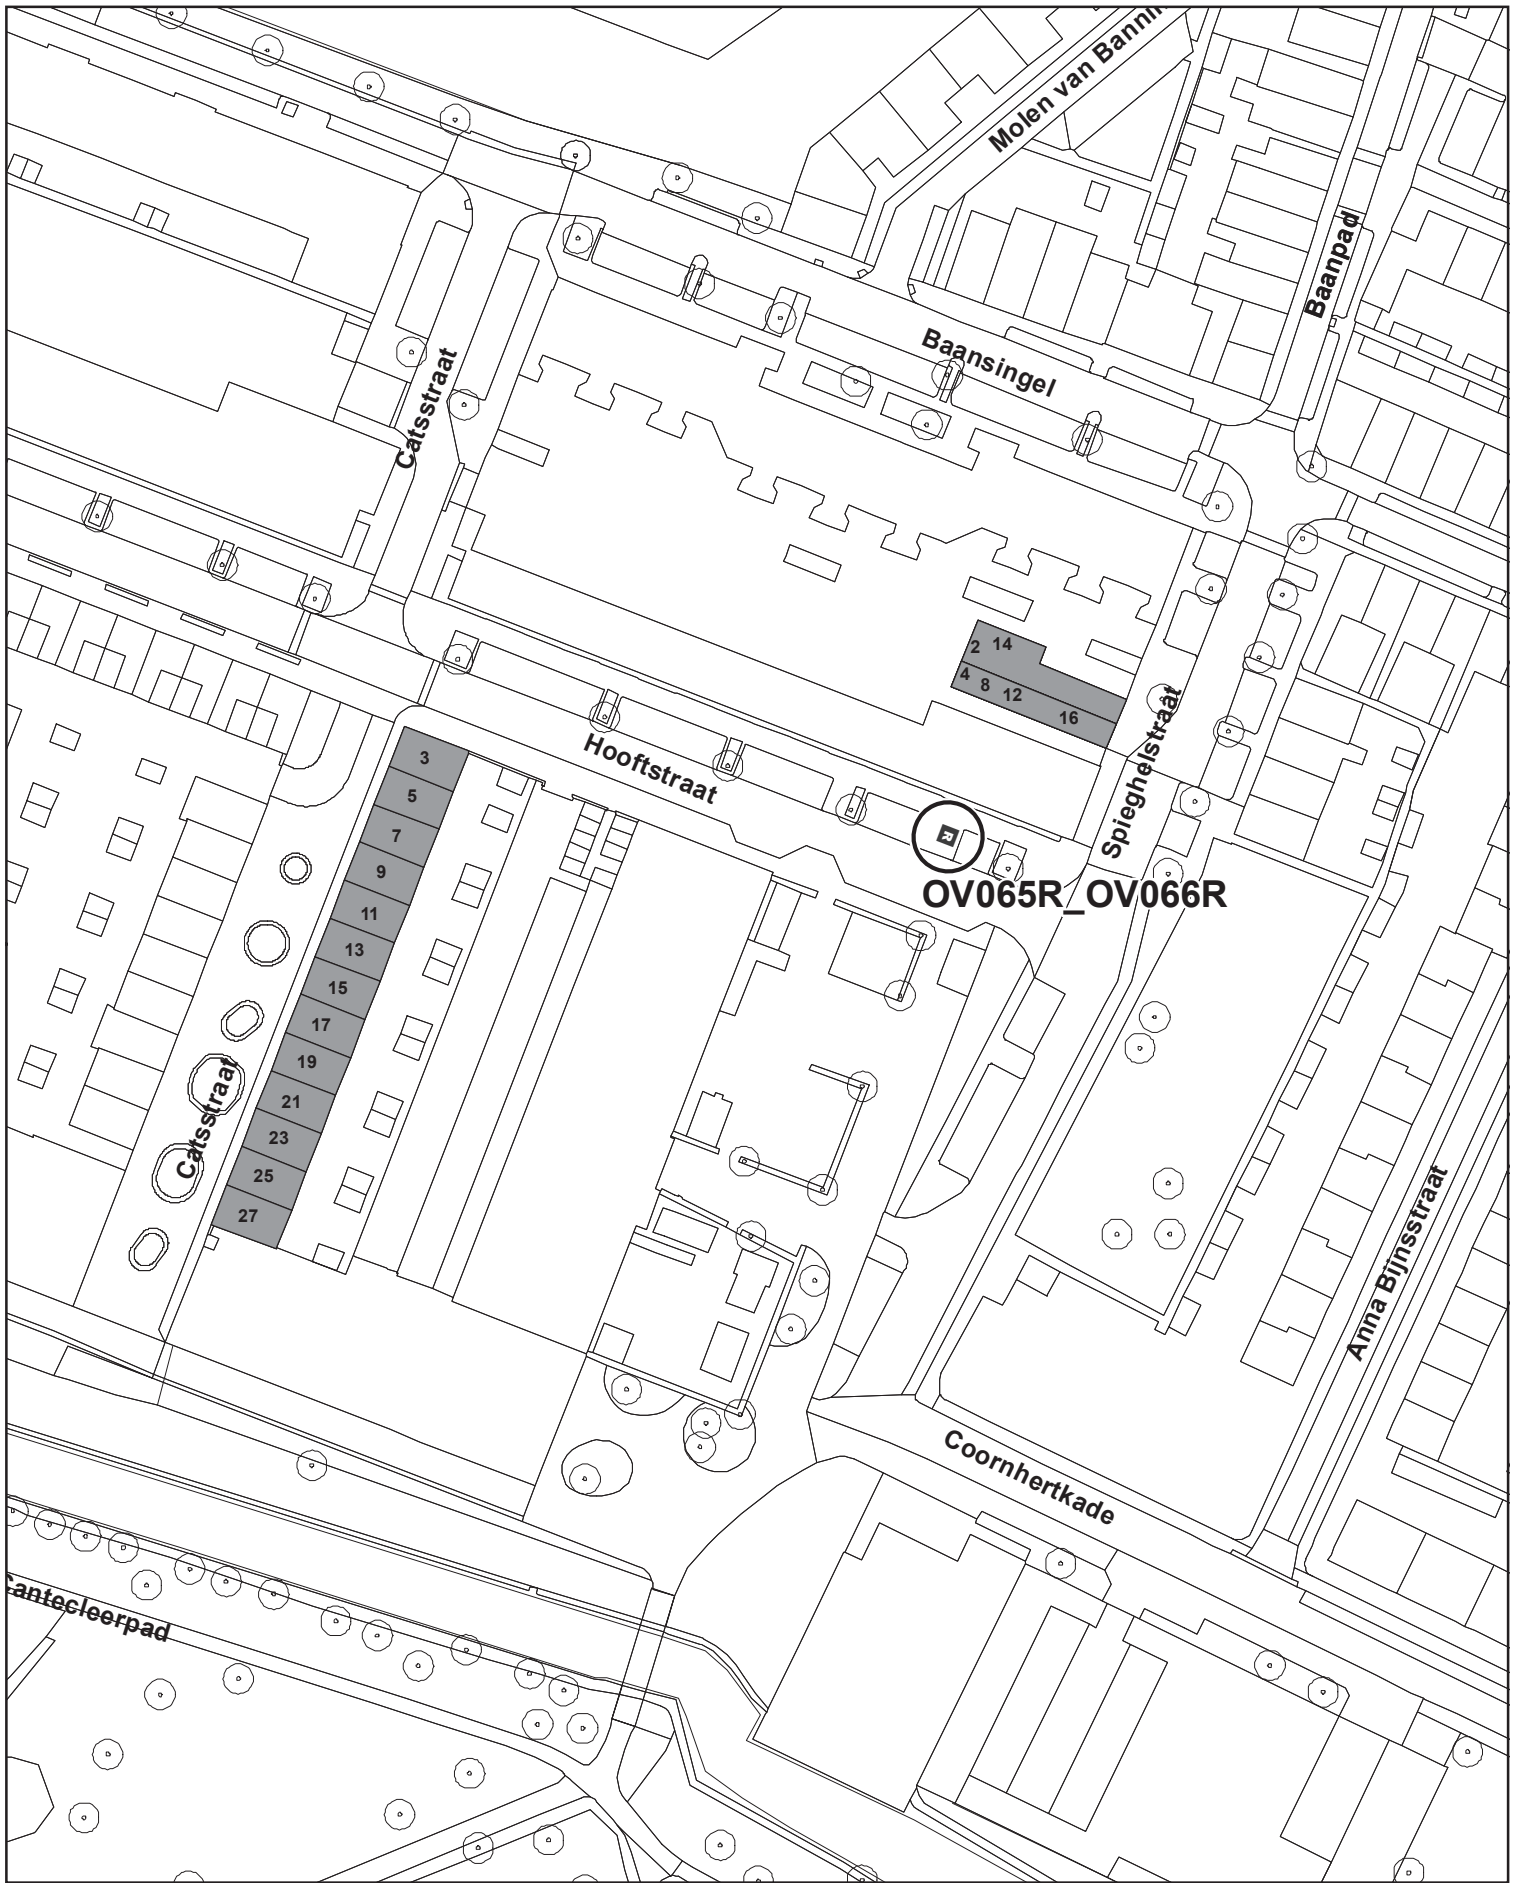 Molen van Bannin
Baanpad
Baansingel
Catsstraat
2 14
4 8 12
16
Spieghelstraat
Hooftstraat
3
5
7
9
11
13
15
17
19
21
23
25
27
R
OV065R_OV066R
Catsstraat
Anna Bijnsstraat
Coornhertkade
Cantecleerpad